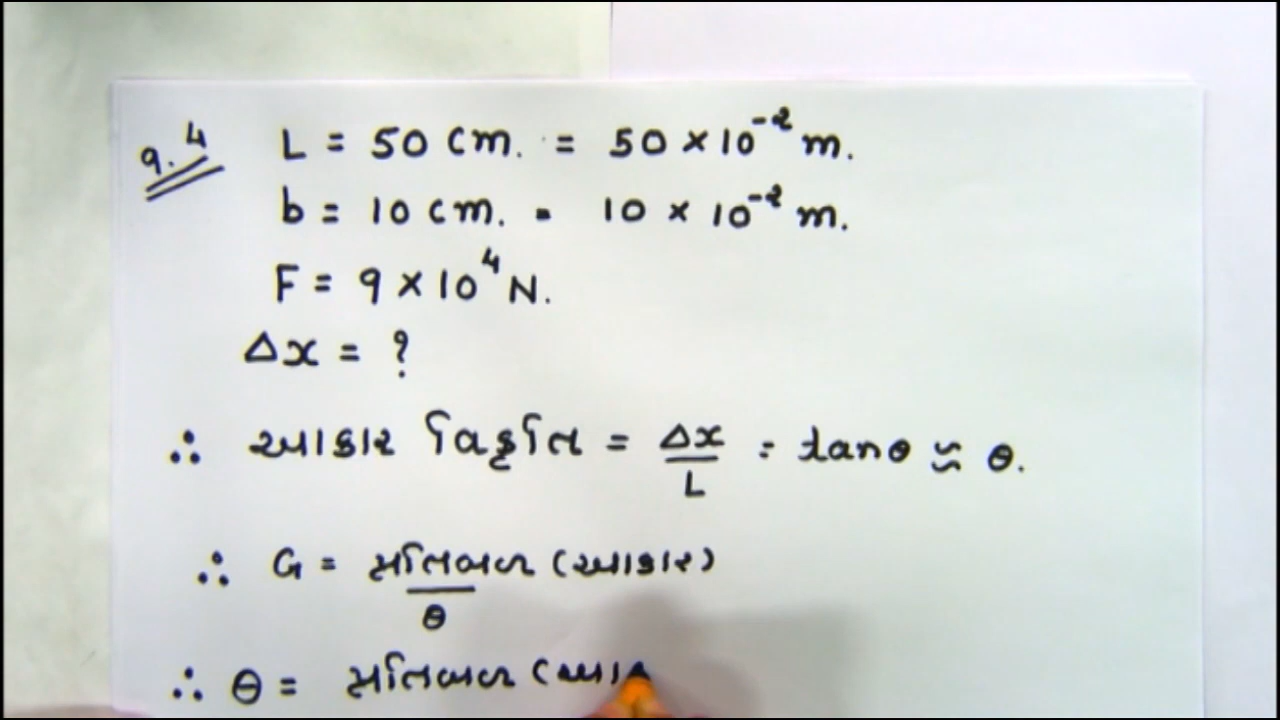 9.4 L = 50 cm. = 50 × 10⁻² m.
b = 10 cm. = 10 × 10⁻² m.
F = 9 × 10⁴ N.
Δx = ?
∴ આકાર વિકૃતિ = Δx/L = tanθ ≈ θ.
∴ G = પ્રતિબળ (આકાર)/θ
∴ θ = પ્રતિબળ (